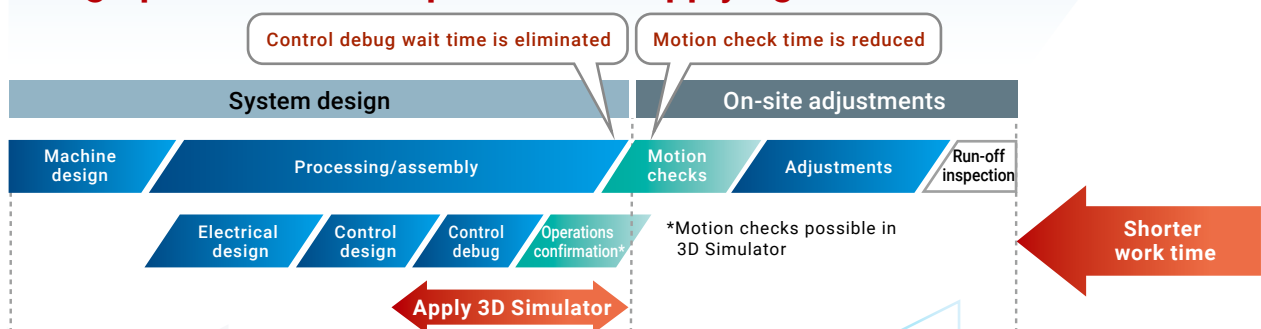 Control debug wait time is eliminated
Motion check time is reduced
System design
On-site adjustments
Machine
design
Processing/assembly
Motion
checks
Adjustments
Run-off
inspection
Electrical
design
Control
design
Control
debug
Operations
confirmation*
*Motion checks possible in
3D Simulator
Shorter
work time
Apply 3D Simulator